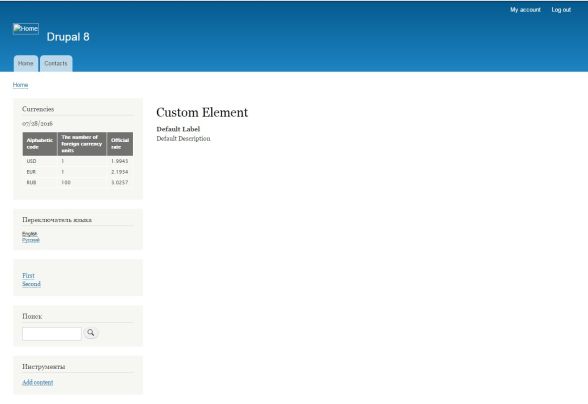 My account Log out
Home
Drupal 8
Home Contacts
Home
Currencies
07/28/2016
Alphabetic code The number of foreign currency units Official rate
USD 1 1.9945
EUR 1 2.1954
RUB 100 3.0257
Переключатель языка
English
Русский
First
Second
Поиск
Инструменты
Add content
Custom Element
Default Label
Default Description